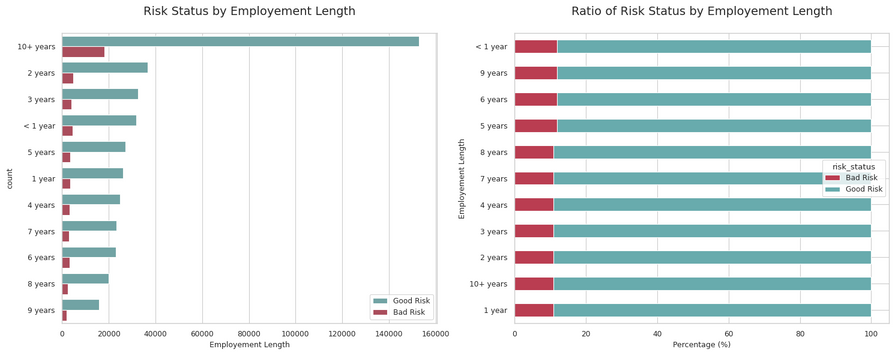 Risk Status by Employement Length
10+ years
2 years
3 years
< 1 year
5 years
1 year
4 years
7 years
6 years
8 years
9 years
count
0 20000 40000 60000 80000 100000 120000 140000 160000
Employement Length
Good Risk
Bad Risk
Ratio of Risk Status by Employement Length
< 1 year
9 years
6 years
5 years
8 years
7 years
4 years
3 years
2 years
10+ years
1 year
Employement Length
0 20 40 60 80 100
Percentage (%)
risk_status
Bad Risk
Good Risk